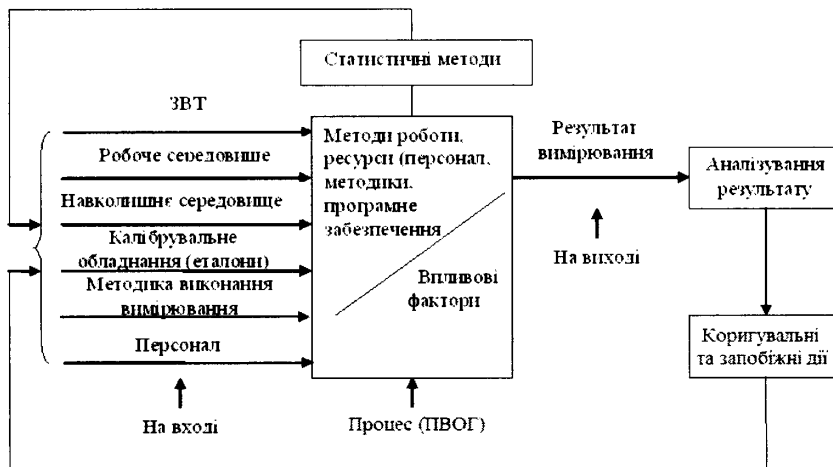 Статистичні методи
ЗВТ
Робоче середовище
Навколишнє середовище
Калібрувальне
обладнання (еталони)
Методика виконання
вимірювання
Персонал
На вході
Методи роботи,
ресурси (персонал,
методики,
програмне
забезпечення
Впливові
фактори
Процес (ПВОГ)
Результат
вимірювання
На виході
Аналізування
результату
Коригувальні
та запобіжні дії